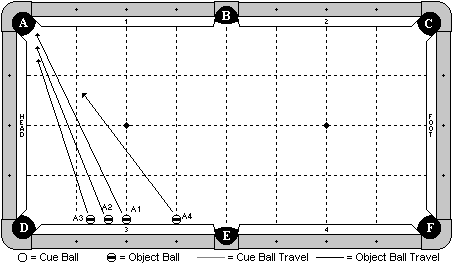 A B C
1 2
HEAD
FOOT
A3 A2 A1 A4
D E F
3 4
= Cue Ball = Object Ball = Cue Ball Travel = Object Ball Travel